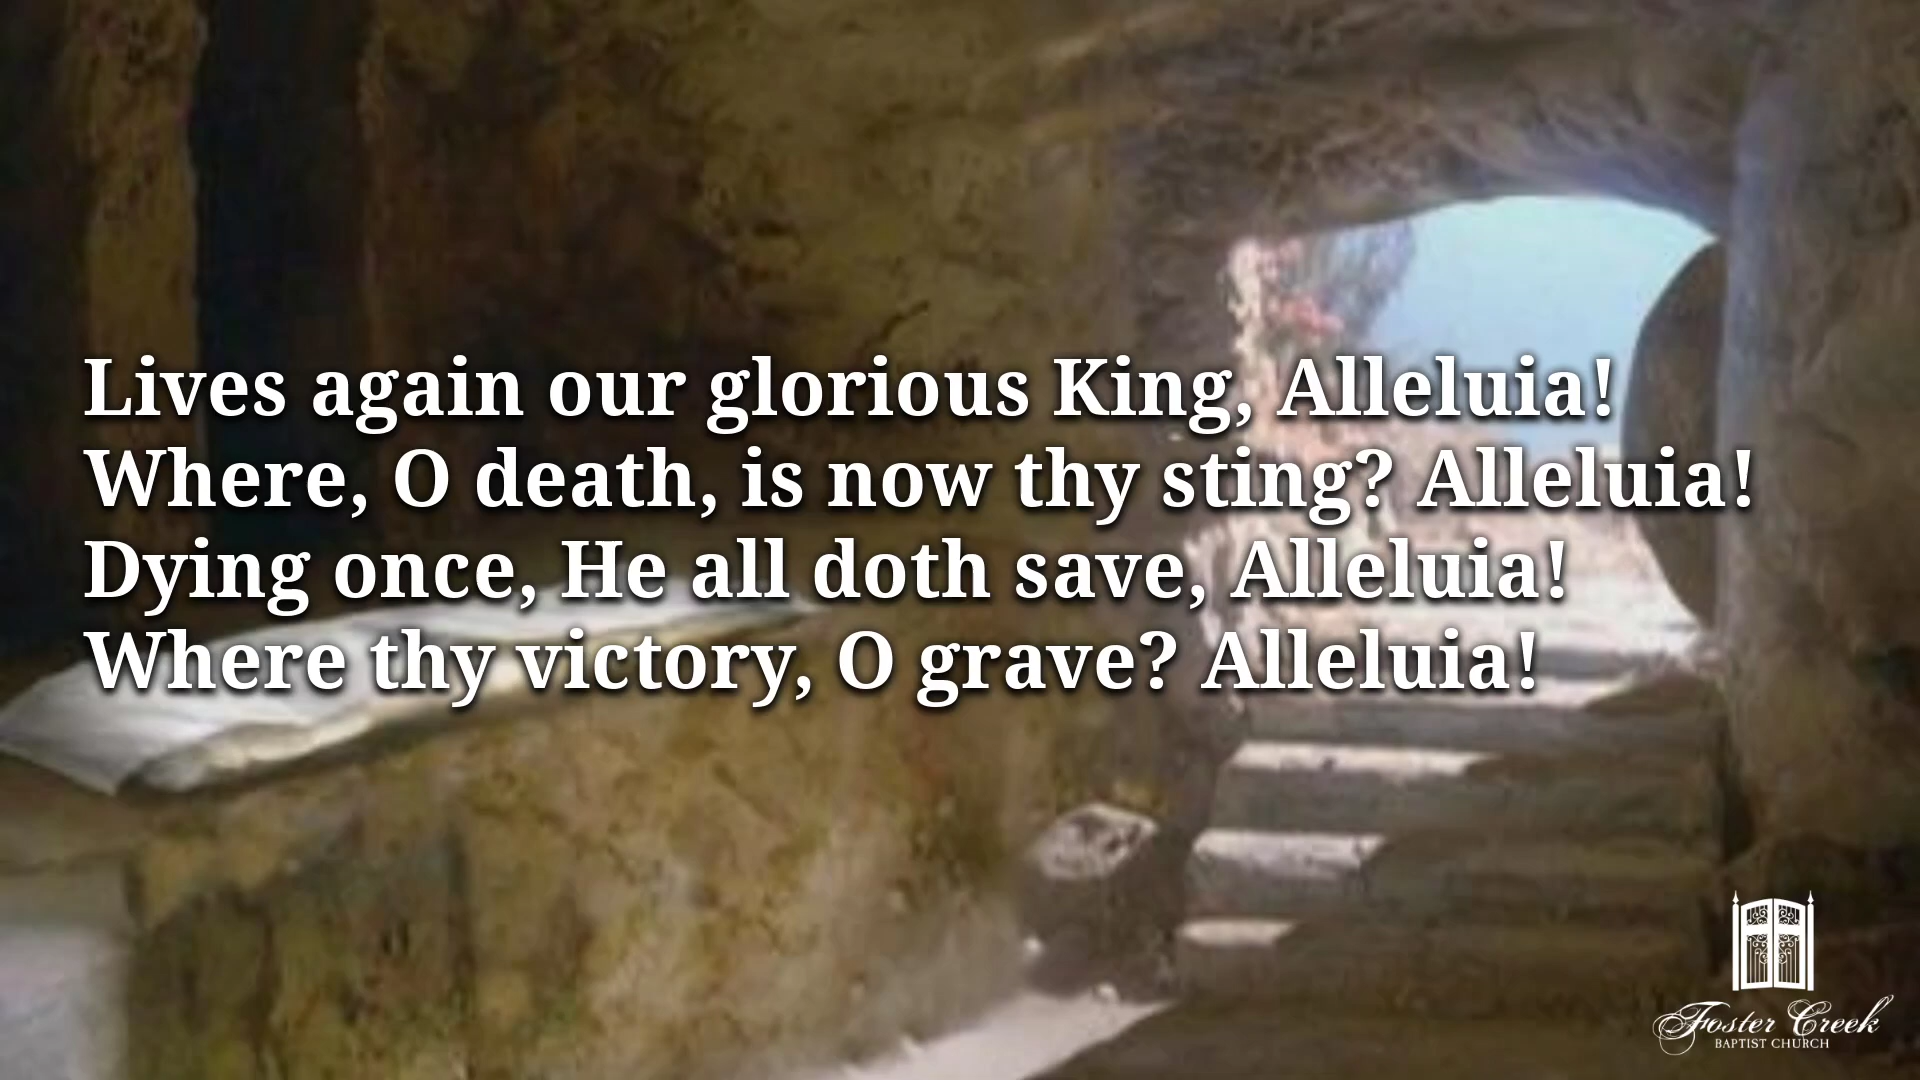 Lives again our glorious King, Alleluia!
Where, O death, is now thy sting? Alleluia!
Dying once, He all doth save, Alleluia!
Where thy victory, O grave? Alleluia!
Foster Creek
BAPTIST CHURCH